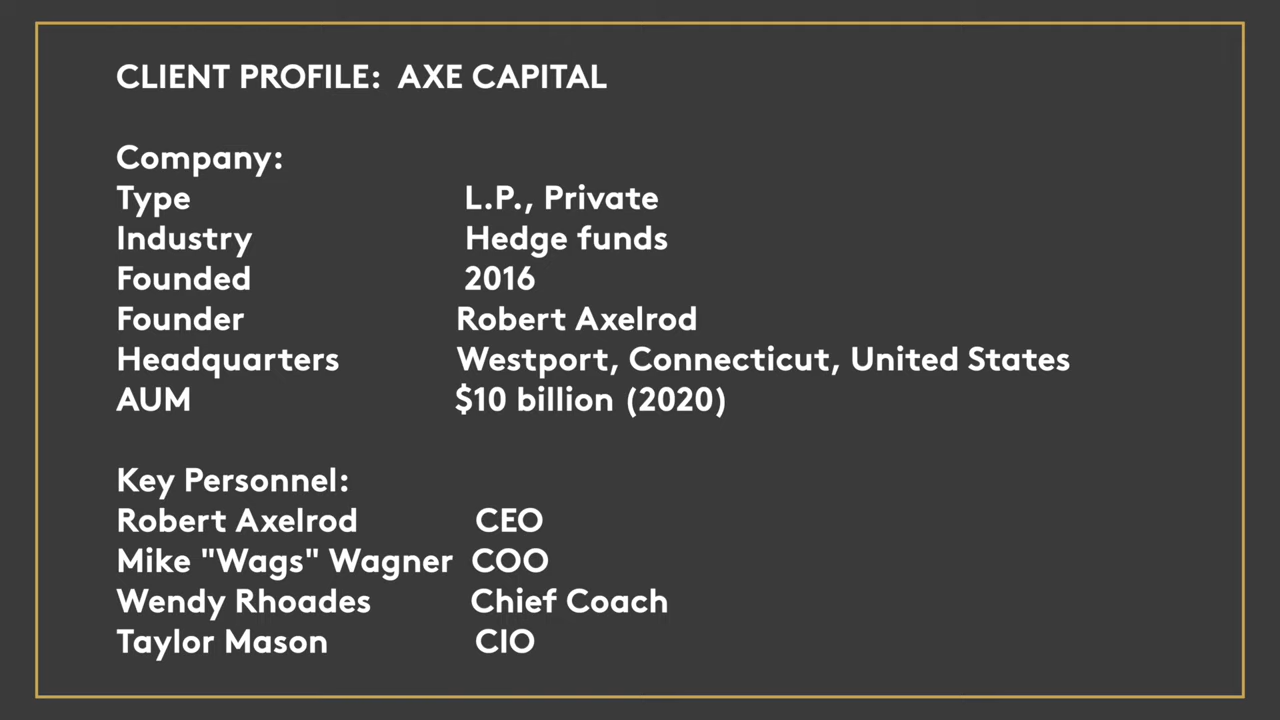 CLIENT PROFILE: AXE CAPITAL
Company:
Type L.P., Private
Industry Hedge funds
Founded 2016
Founder Robert Axelrod
Headquarters Westport, Connecticut, United States
AUM $10 billion (2020)
Key Personnel:
Robert Axelrod CEO
Mike "Wags" Wagner COO
Wendy Rhoades Chief Coach
Taylor Mason CIO